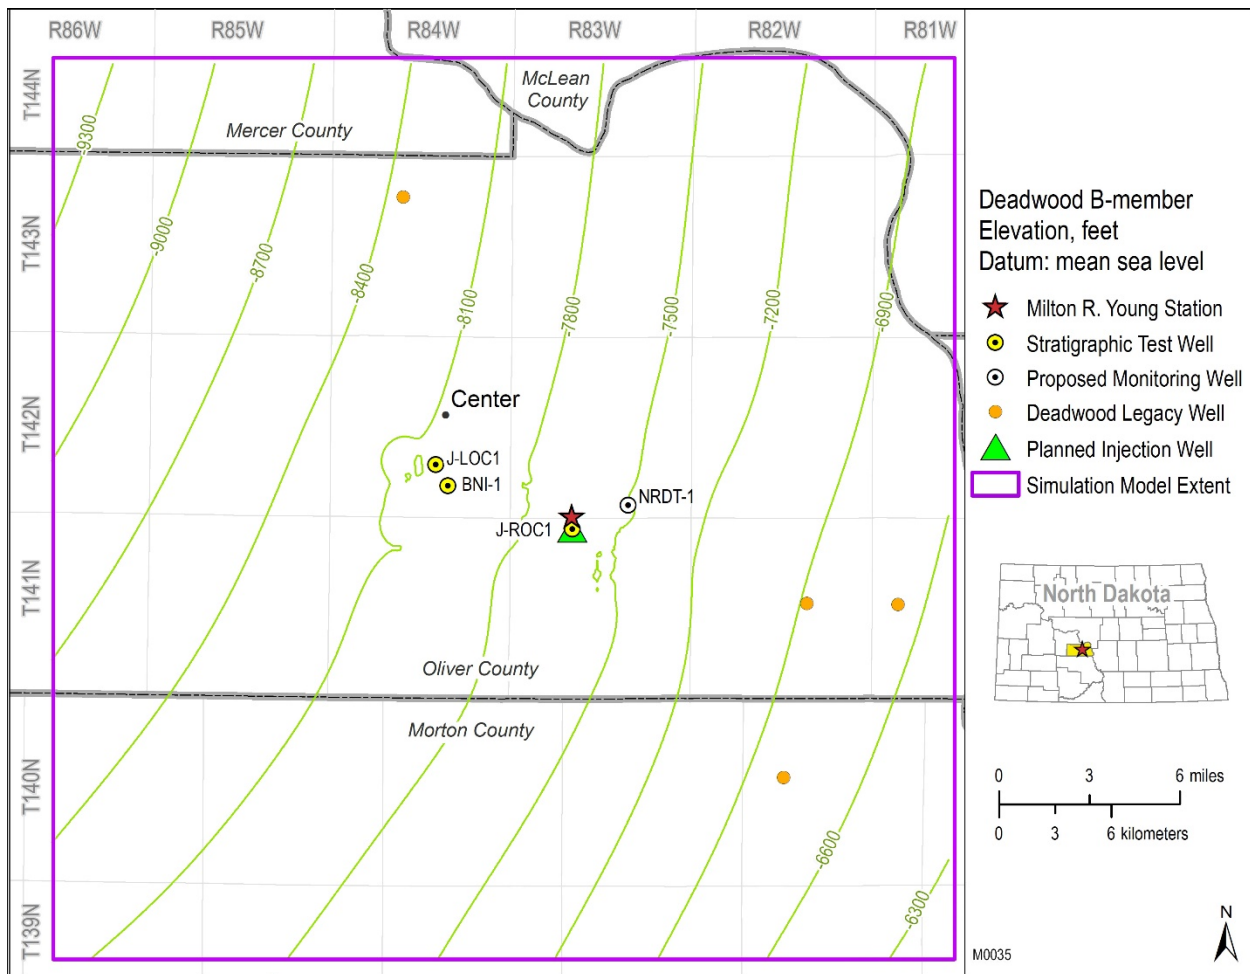 R86W
R85W
R84W
R83W
R82W
R81W
T144N
T143N
T142N
T141N
T140N
T139N
McLean
County
Mercer County
-9300
-9000
-8700
-8400
-8100
-7800
-7500
-7200
-6900
Center
J-LOC1
BNI-1
NRDT-1
J-ROC1
Oliver County
Morton County
-6600
-6300
Deadwood B-member
Elevation, feet
Datum: mean sea level
Milton R. Young Station
Stratigraphic Test Well
Proposed Monitoring Well
Deadwood Legacy Well
Planned Injection Well
Simulation Model Extent
North Dakota
0 3 6 miles
0 3 6 kilometers
N
M0035